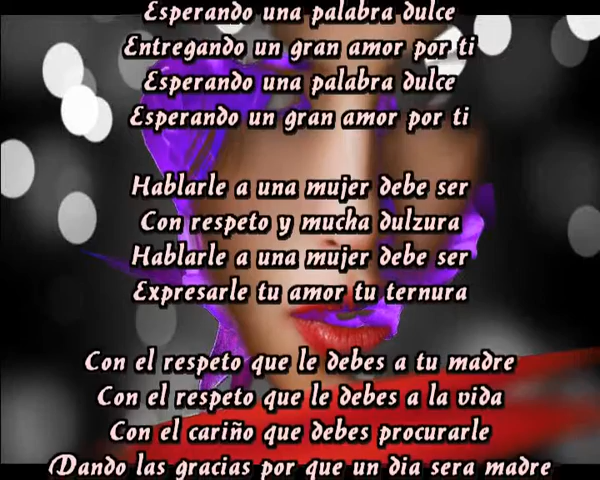 Esperando una palabra dulce
Entregando un gran amor por ti
Esperando una palabra dulce
Esperando un gran amor por ti
Hablarle a una mujer debe ser
Con respeto y mucha dulzura
Hablarle a una mujer debe ser
Expresarle tu amor tu ternura
Con el respeto que le debes a tu madre
Con el respeto que le debes a la vida
Con el cariño que debes procurarle
Dando las gracias por que un dia sera madre